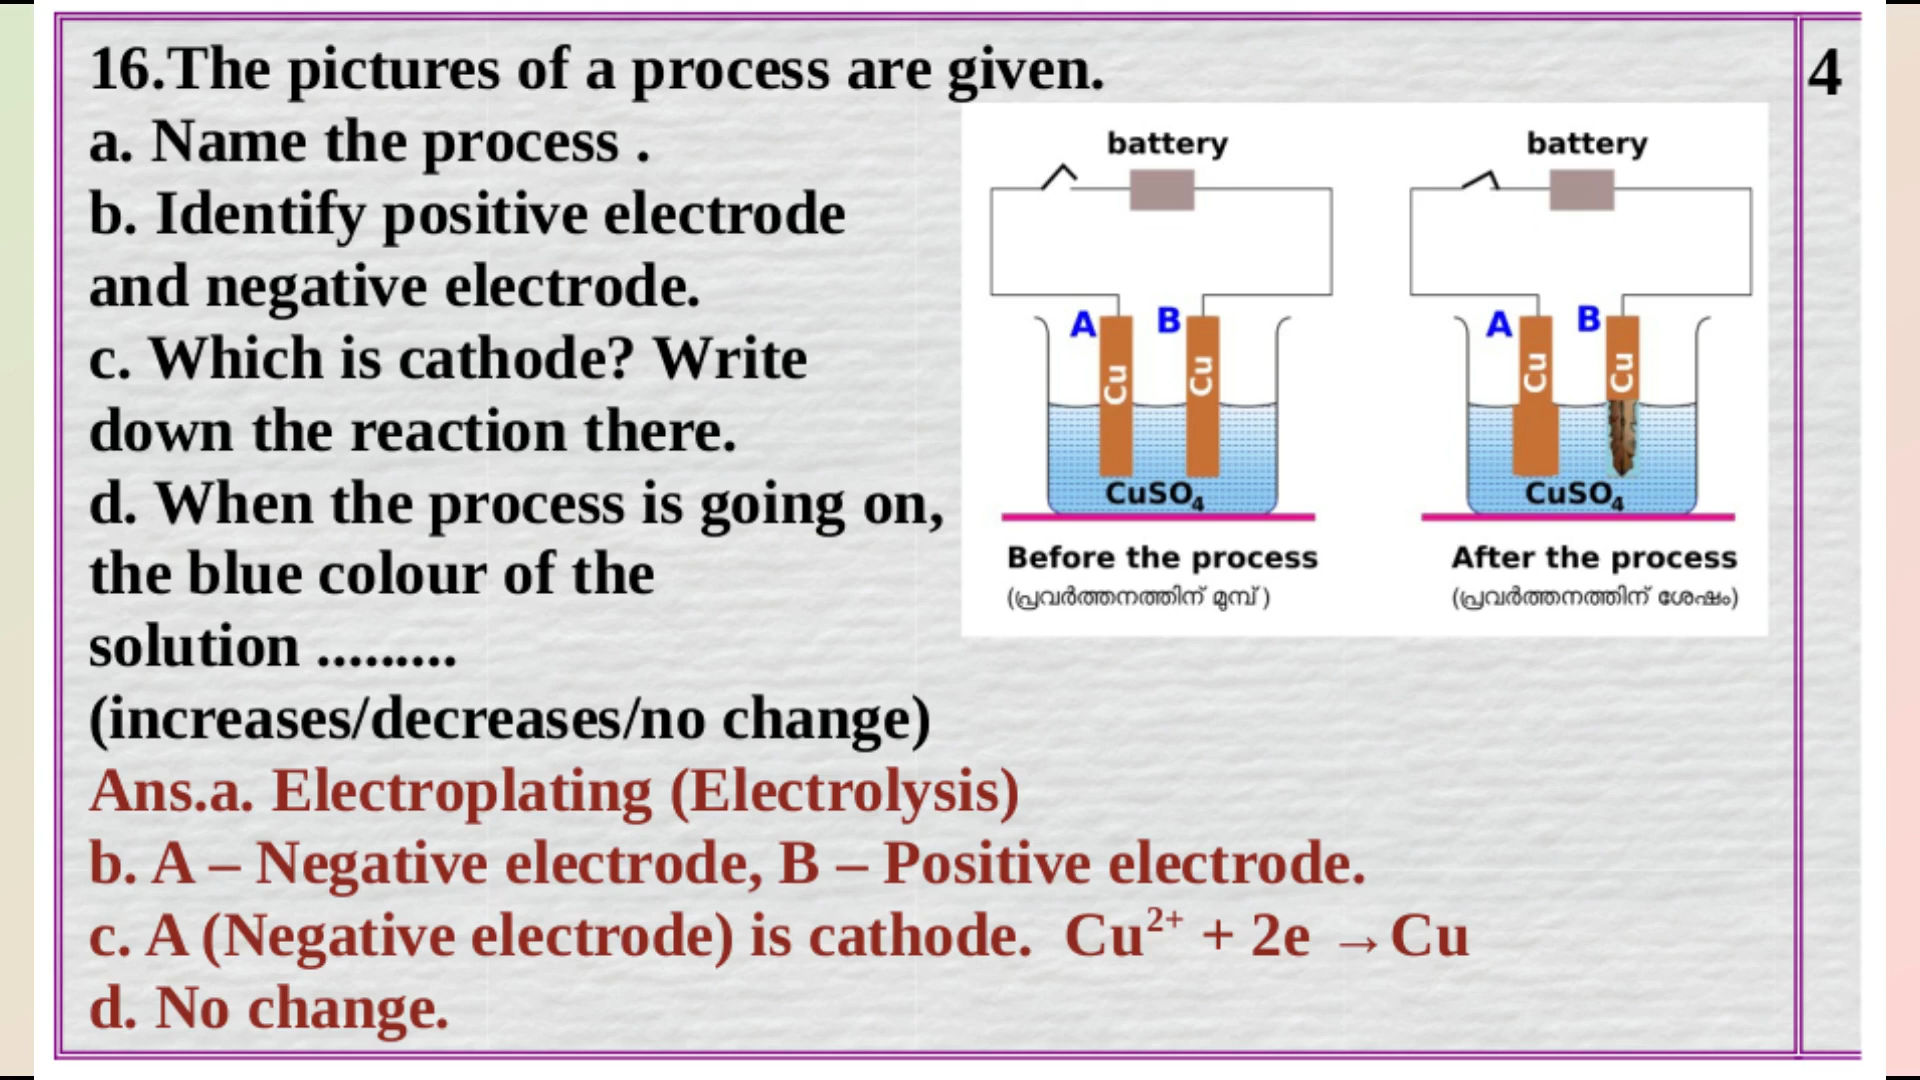 16.The pictures of a process are given.
4
a. Name the process .
b. Identify positive electrode
and negative electrode.
c. Which is cathode? Write
down the reaction there.
d. When the process is going on,
the blue colour of the
solution .........
(increases/decreases/no change)
battery
A
B
Cu
Cu
CuSO₄
Before the process
(പ്രവർത്തനത്തിന് മുമ്പ് )
battery
A
B
Cu
Cu
CuSO₄
After the process
(പ്രവർത്തനത്തിന് ശേഷം)
Ans.a. Electroplating (Electrolysis)
b. A – Negative electrode, B – Positive electrode.
c. A (Negative electrode) is cathode. Cu²⁺ + 2e → Cu
d. No change.